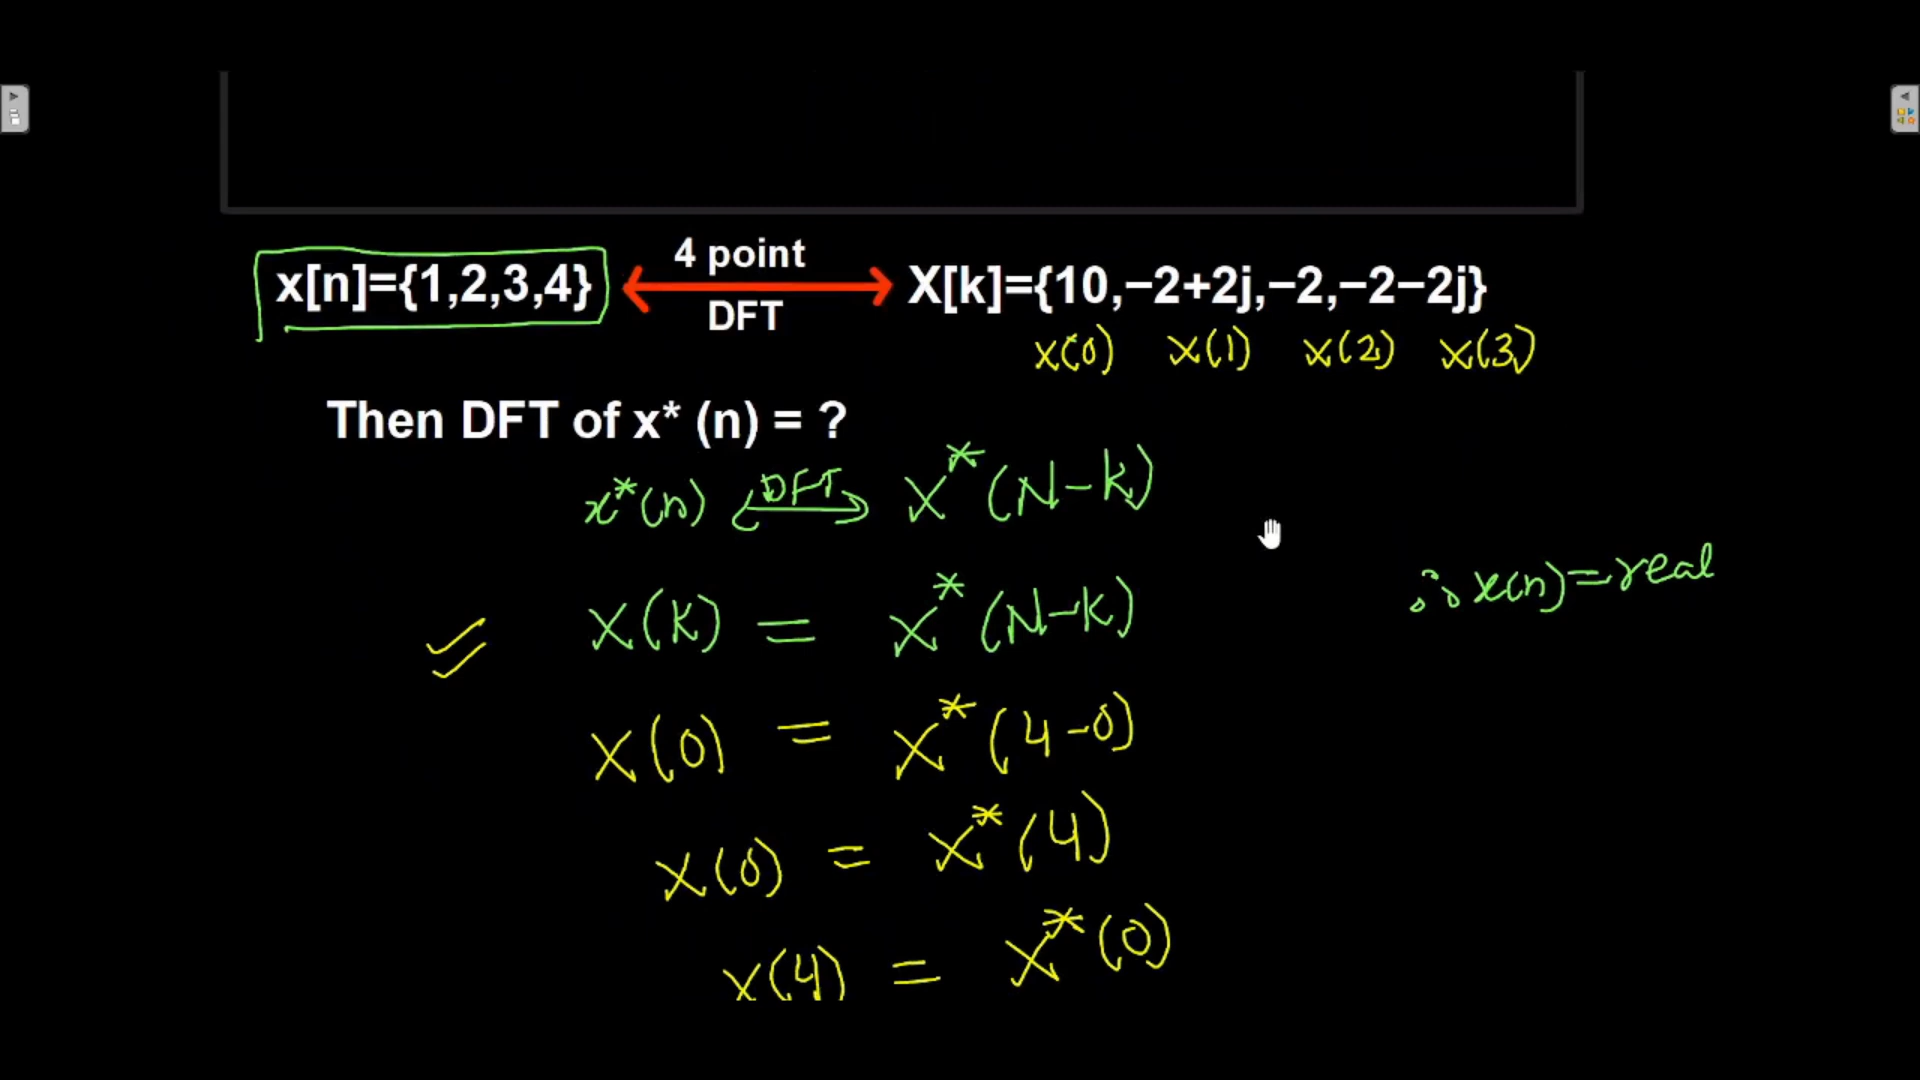 x[n]={1,2,3,4} 4 point DFT X[k]={10,−2+2j,−2,−2−2j}
X(0) X(1) X(2) X(3)
Then DFT of x* (n) = ?
x*(n) DFT X*(N-k)
∴ x(n)=real
X(k) = X*(N-k)
X(0) = X*(4-0)
X(0) = X*(4)
X(4) = X*(0)